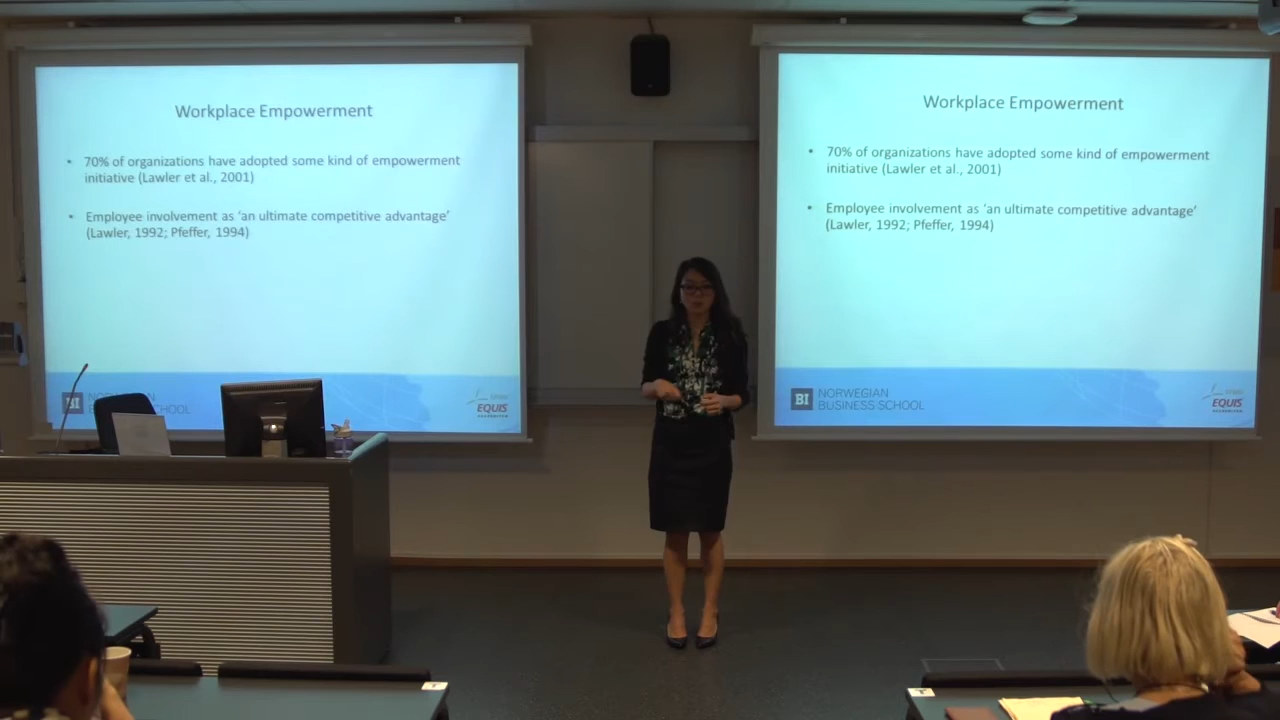 Workplace Empowerment
• 70% of organizations have adopted some kind of empowerment
initiative (Lawler et al., 2001)
• Employee involvement as ‘an ultimate competitive advantage’
(Lawler, 1992; Pfeffer, 1994)
BI
NORWEGIAN
SCHOOL
EQUIS
ACCREDITED
Workplace Empowerment
• 70% of organizations have adopted some kind of empowerment
initiative (Lawler et al., 2001)
• Employee involvement as ‘an ultimate competitive advantage’
(Lawler, 1992; Pfeffer, 1994)
BI
NORWEGIAN
BUSINESS SCHOOL
EQUIS
ACCREDITED